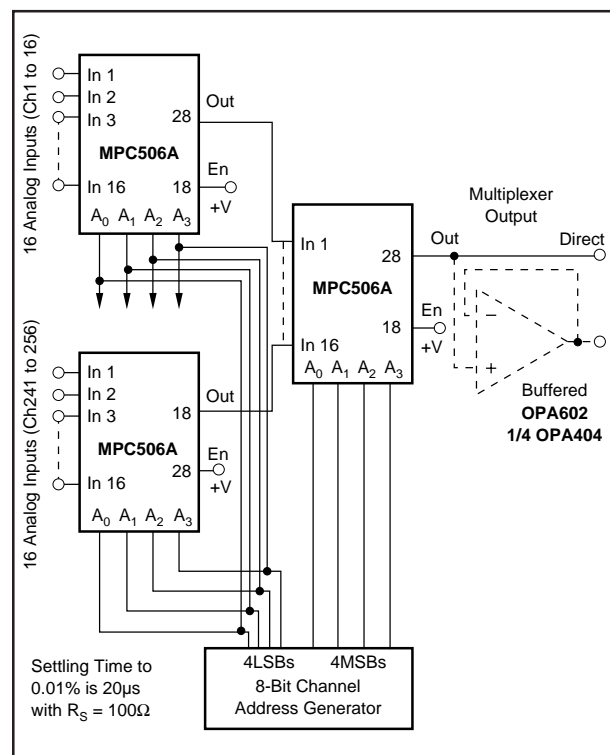 16 Analog Inputs (Ch1 to 16)
In 1
In 2
In 3
In 16
MPC506A
28
Out
18
En
+V
A0 A1 A2 A3
16 Analog Inputs (Ch241 to 256)
In 1
In 2
In 3
In 16
MPC506A
18
Out
28
En
+V
A0 A1 A2 A3
In 1
In 16
MPC506A
28
Out
18
En
+V
A0 A1 A2 A3
Multiplexer
Output
Direct
−
+
Buffered
OPA602
1/4 OPA404
4LSBs 4MSBs
8-Bit Channel
Address Generator
Settling Time to
0.01% is 20µs
with RS = 100Ω